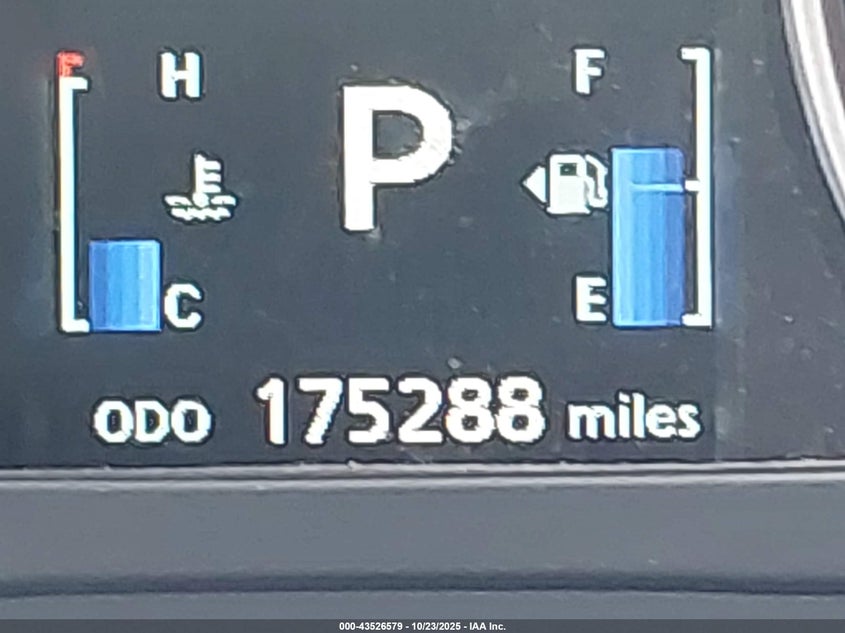 H F
P
C E
ODO 175288 miles
000-43526579 - 10/23/2025 - IAA Inc.